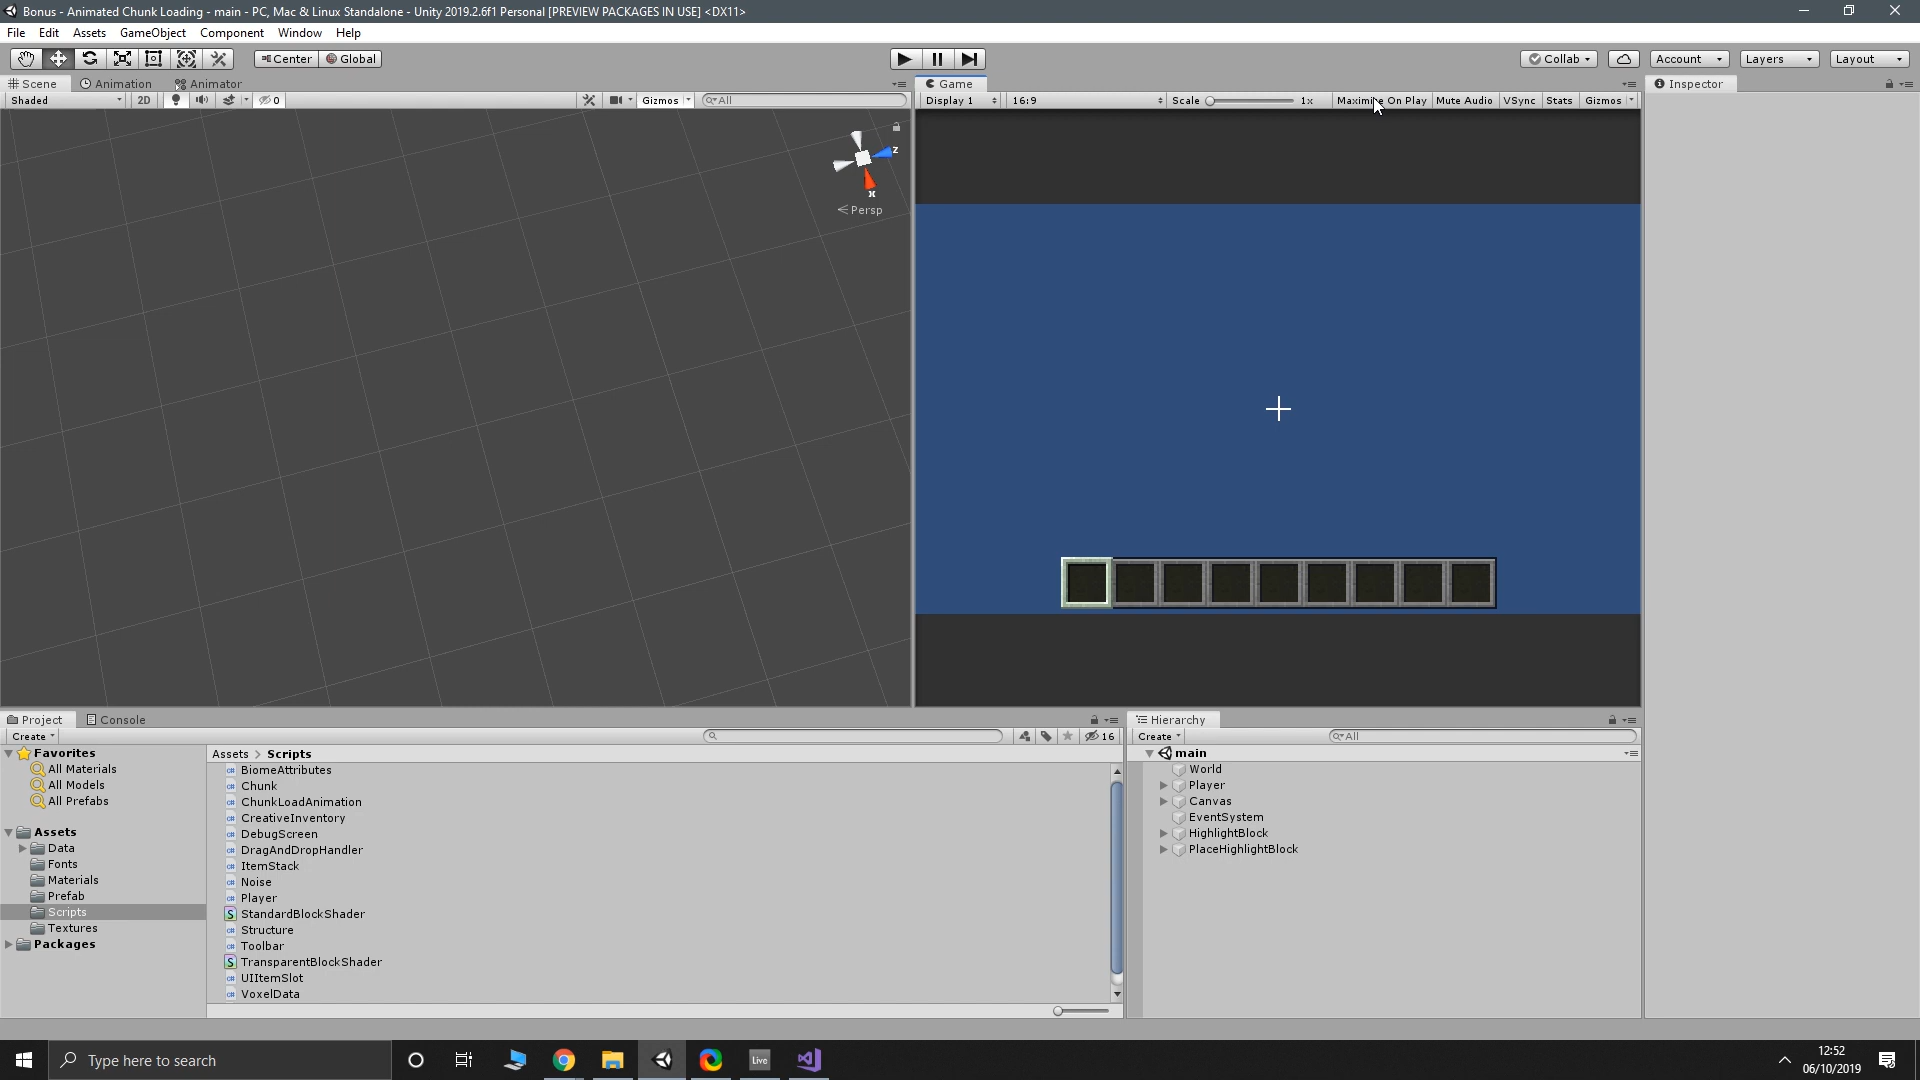 Bonus - Animated Chunk Loading - main - PC, Mac & Linux Standalone - Unity 2019.2.6f1 Personal [PREVIEW PACKAGES IN USE] <DX11>
File Edit Assets GameObject Component Window Help
Center Global Collab Account Layers Layout
Scene Animation Animator Game Inspector
Shaded 2D 0 Gizmos All Display 1 16:9 Scale 1x Maximise On Play Mute Audio VSync Stats Gizmos
z
x
Persp
Project Console
Create 16
Favorites
All Materials
All Models
All Prefabs
Assets
Data
Fonts
Materials
Prefab
Scripts
Textures
Packages
Assets > Scripts
BiomeAttributes
Chunk
ChunkLoadAnimation
CreativeInventory
DebugScreen
DragAndDropHandler
ItemStack
Noise
Player
StandardBlockShader
Structure
Toolbar
TransparentBlockShader
UIItemSlot
VoxelData
Hierarchy
Create All
main
World
Player
Canvas
EventSystem
HighlightBlock
PlaceHighlightBlock
Type here to search
Live
12:52
06/10/2019